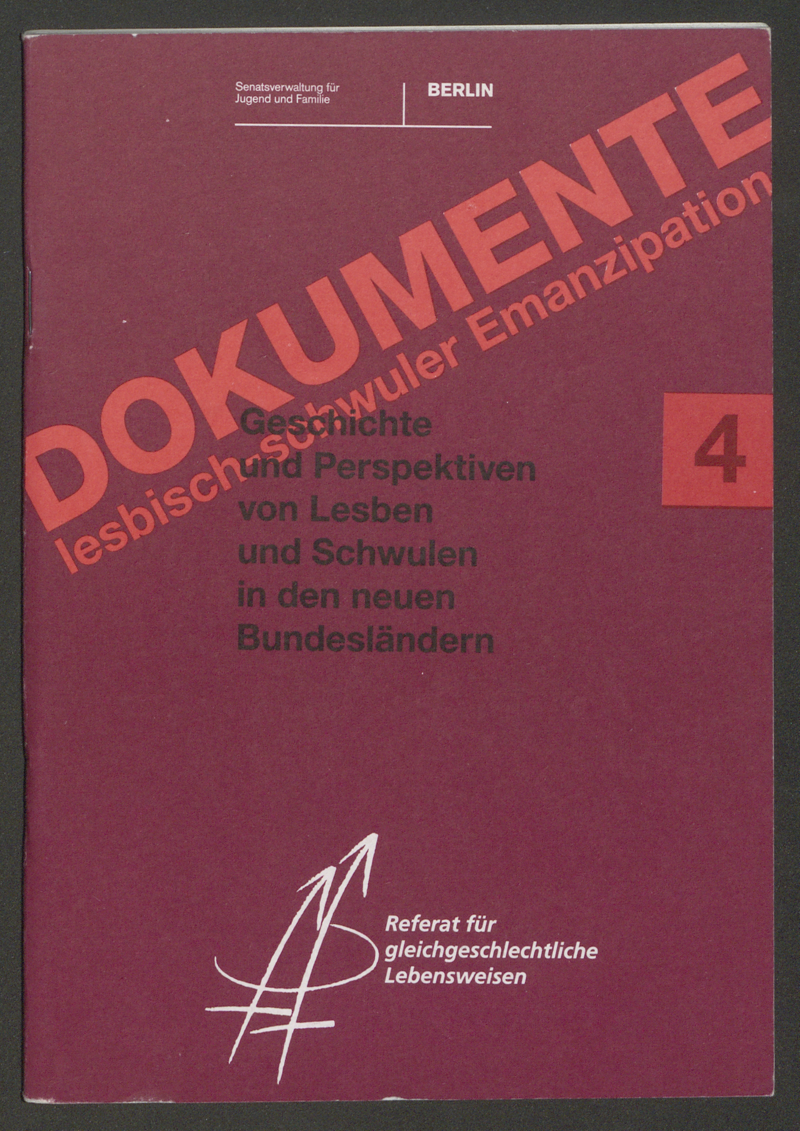 Senatsverwaltung für
Jugend und Familie
BERLIN
DOKUMENTE
lesbisch-schwuler Emanzipation
4
Geschichte
und Perspektiven
von Lesben
und Schwulen
in den neuen
Bundesländern
Referat für
gleichgeschlechtliche
Lebensweisen